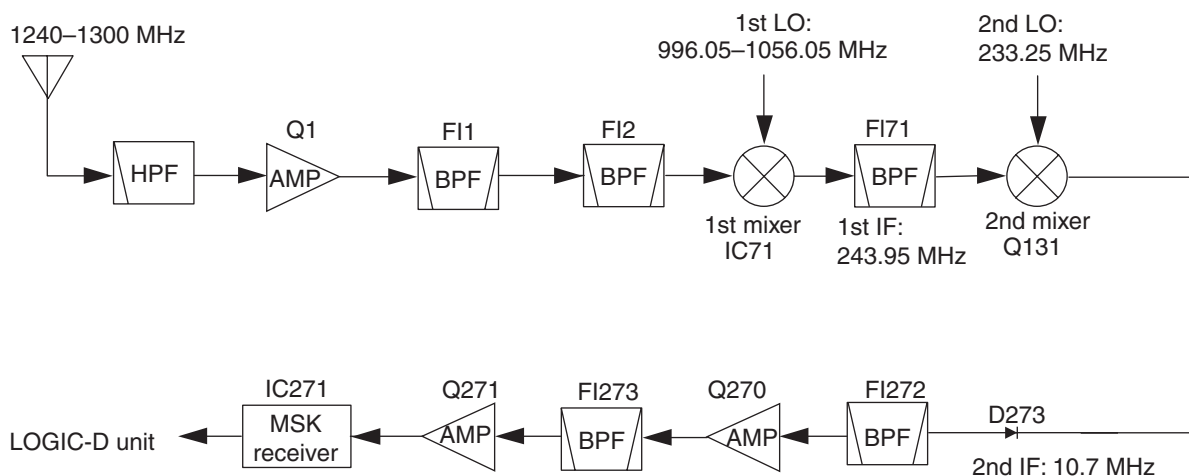 1240–1300 MHz
1st LO:
996.05–1056.05 MHz
2nd LO:
233.25 MHz
Q1
FI1
FI2
FI71
HPF
AMP
BPF
BPF
BPF
1st mixer
IC71
1st IF:
243.95 MHz
2nd mixer
Q131
IC271
Q271
FI273
Q270
FI272
D273
LOGIC-D unit
MSK
receiver
AMP
BPF
AMP
BPF
2nd IF: 10.7 MHz